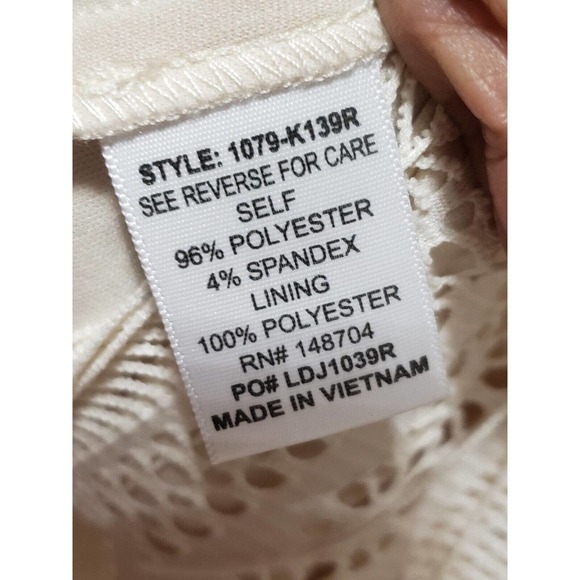 STYLE: 1079-K139R
SEE REVERSE FOR CARE
SELF
96% POLYESTER
4% SPANDEX
LINING
100% POLYESTER
RN# 148704
PO# LDJ1039R
MADE IN VIETNAM